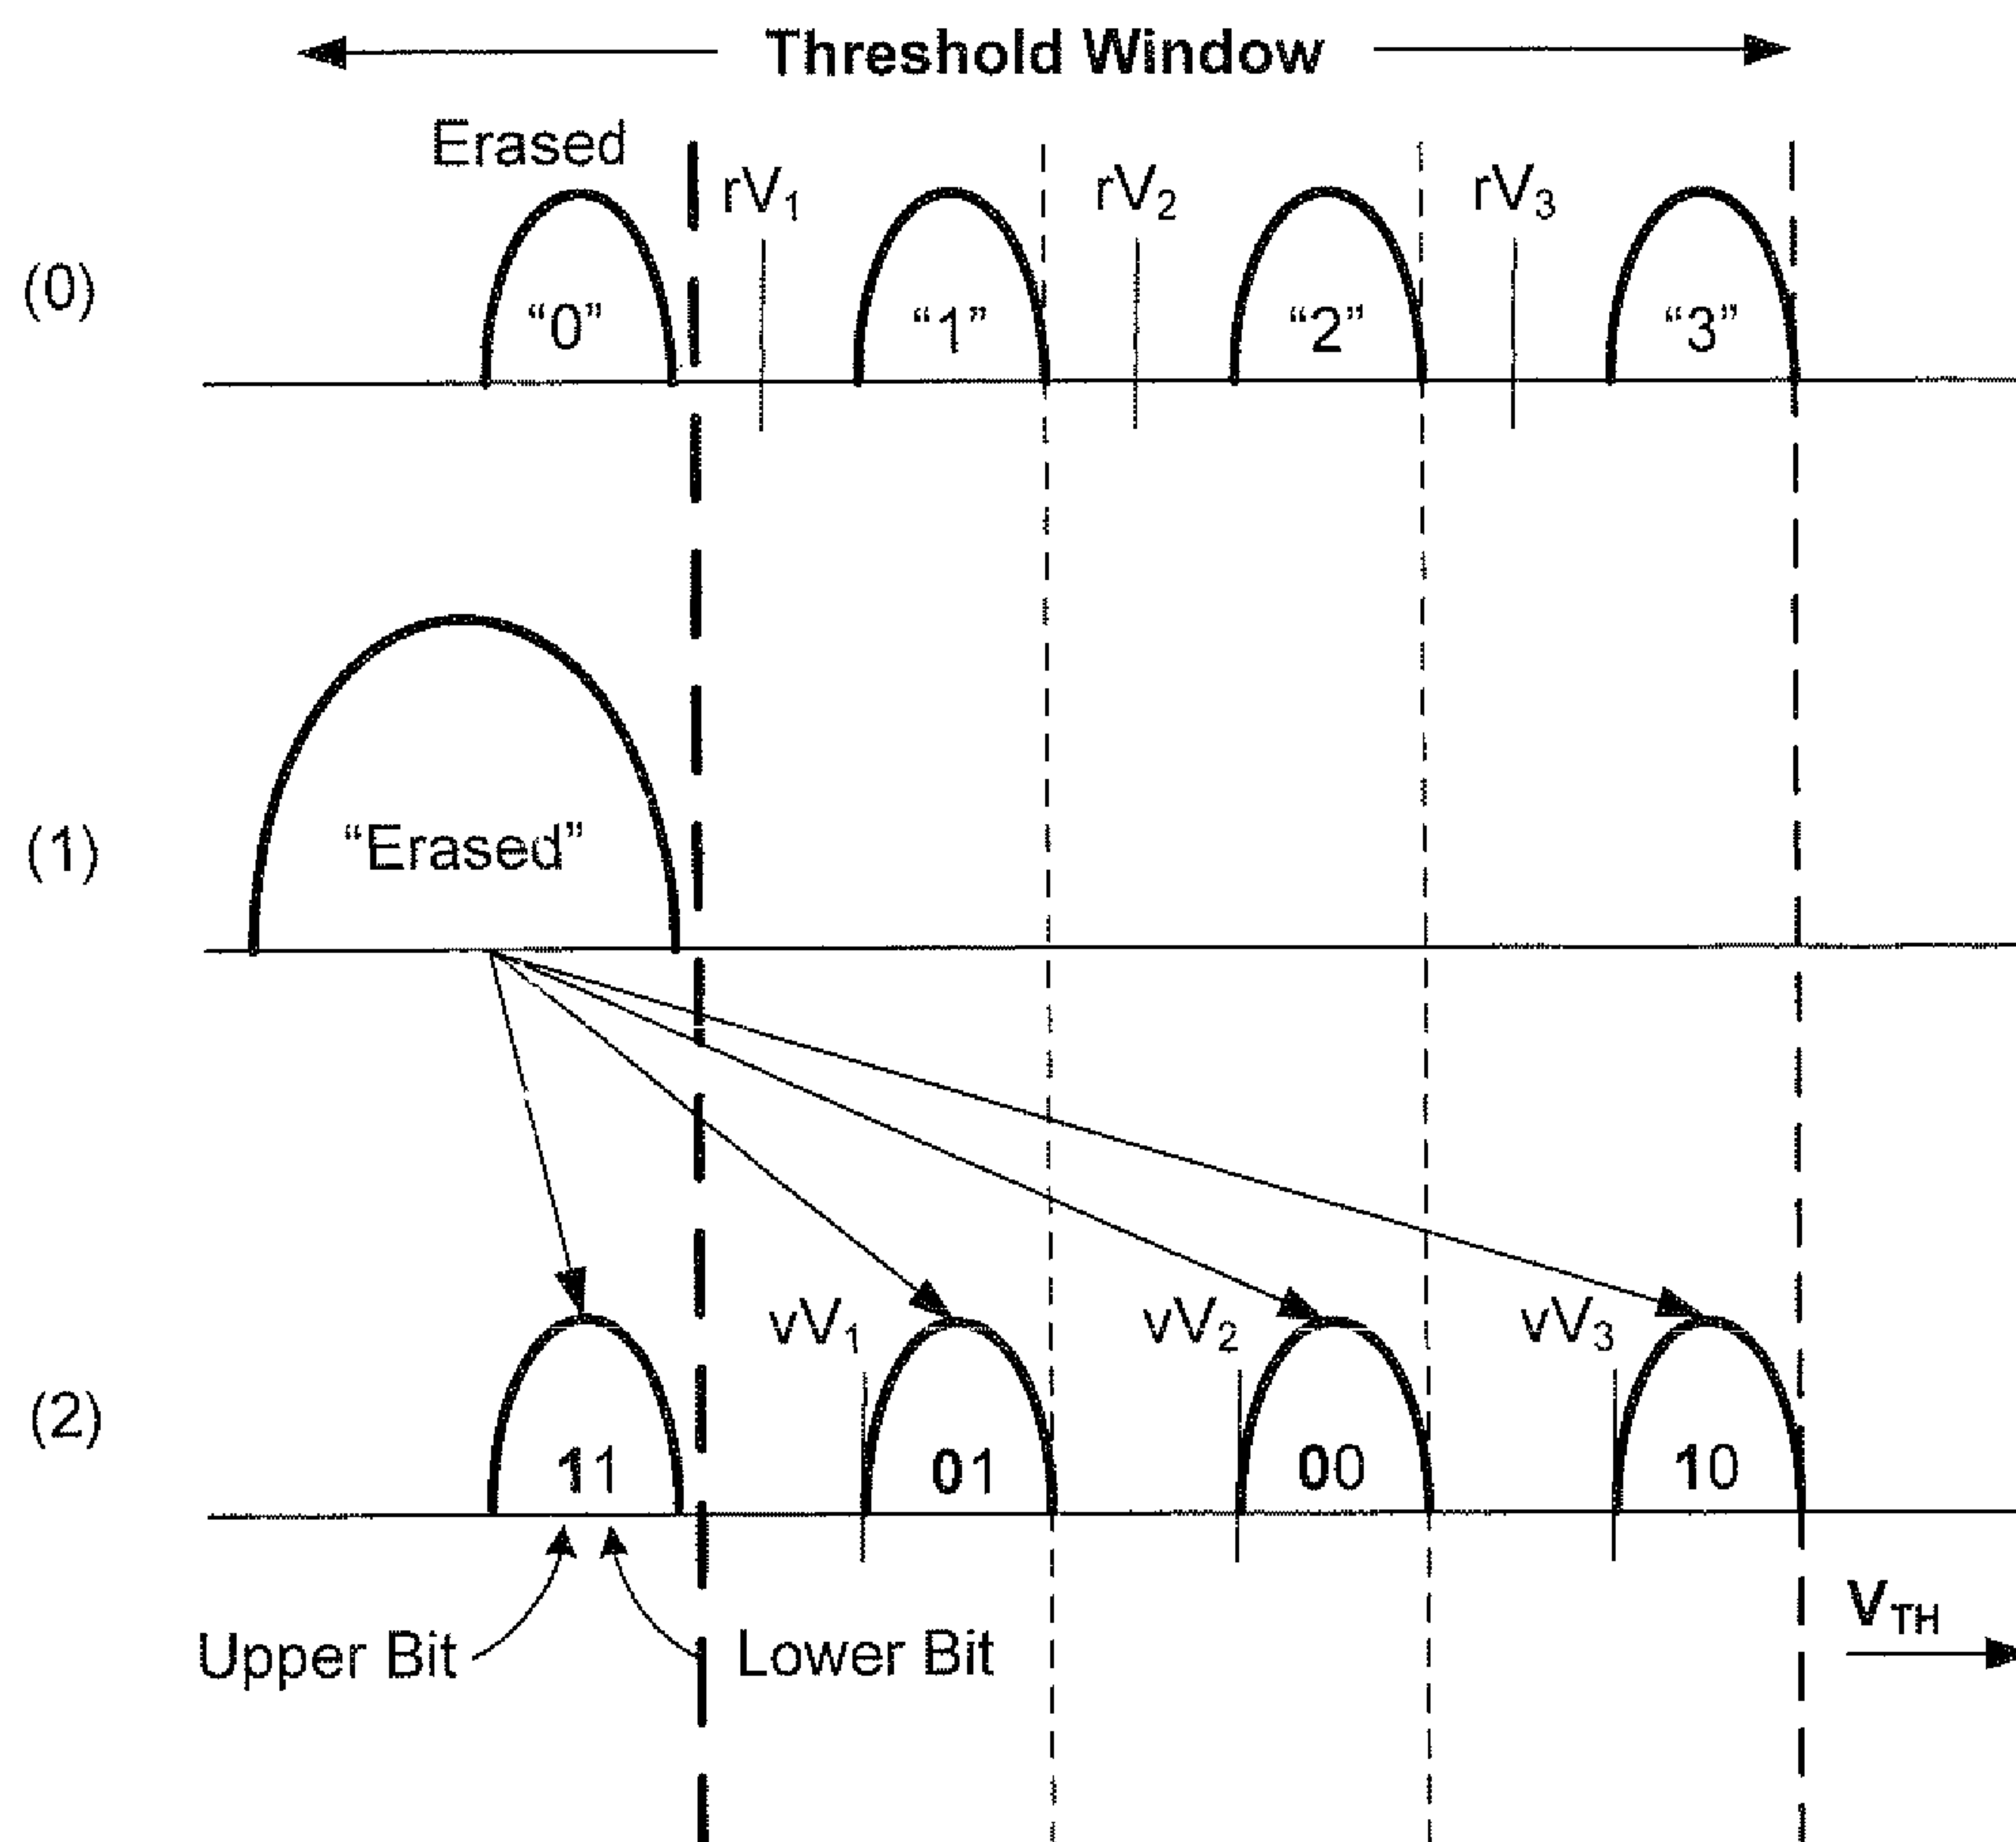 Threshold Window
Erased
rV₁ rV₂ rV₃
(0) “0” “1” “2” “3”
(1) “Erased”
vV₁ vV₂ vV₃
(2) 11 01 00 10
Upper Bit Lower Bit
V_TH